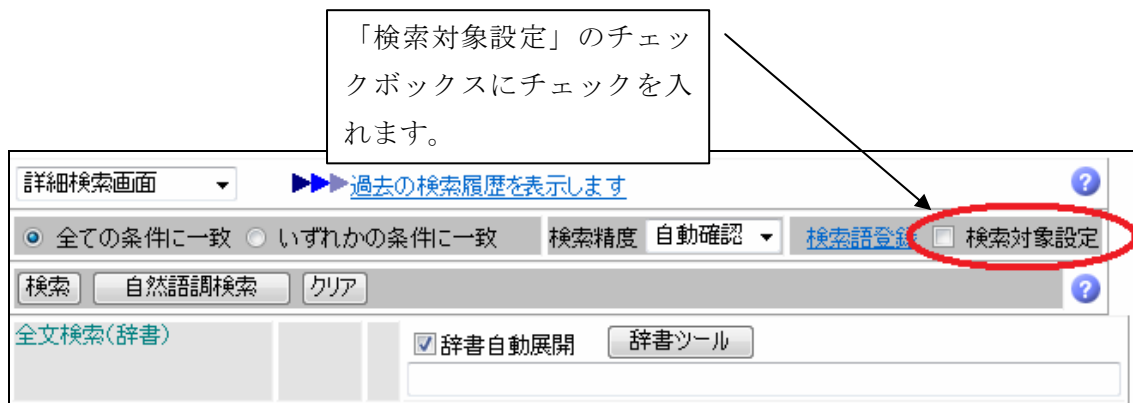 「検索対象設定」のチェッ
クボックスにチェックを入
れます。
詳細検索画面 過去の検索履歴を表示します ?
全ての条件に一致 いずれかの条件に一致 検索精度 自動確認 検索語登録 検索対象設定
検索 自然語調検索 クリア ?
全文検索(辞書) 辞書自動展開 辞書ツール